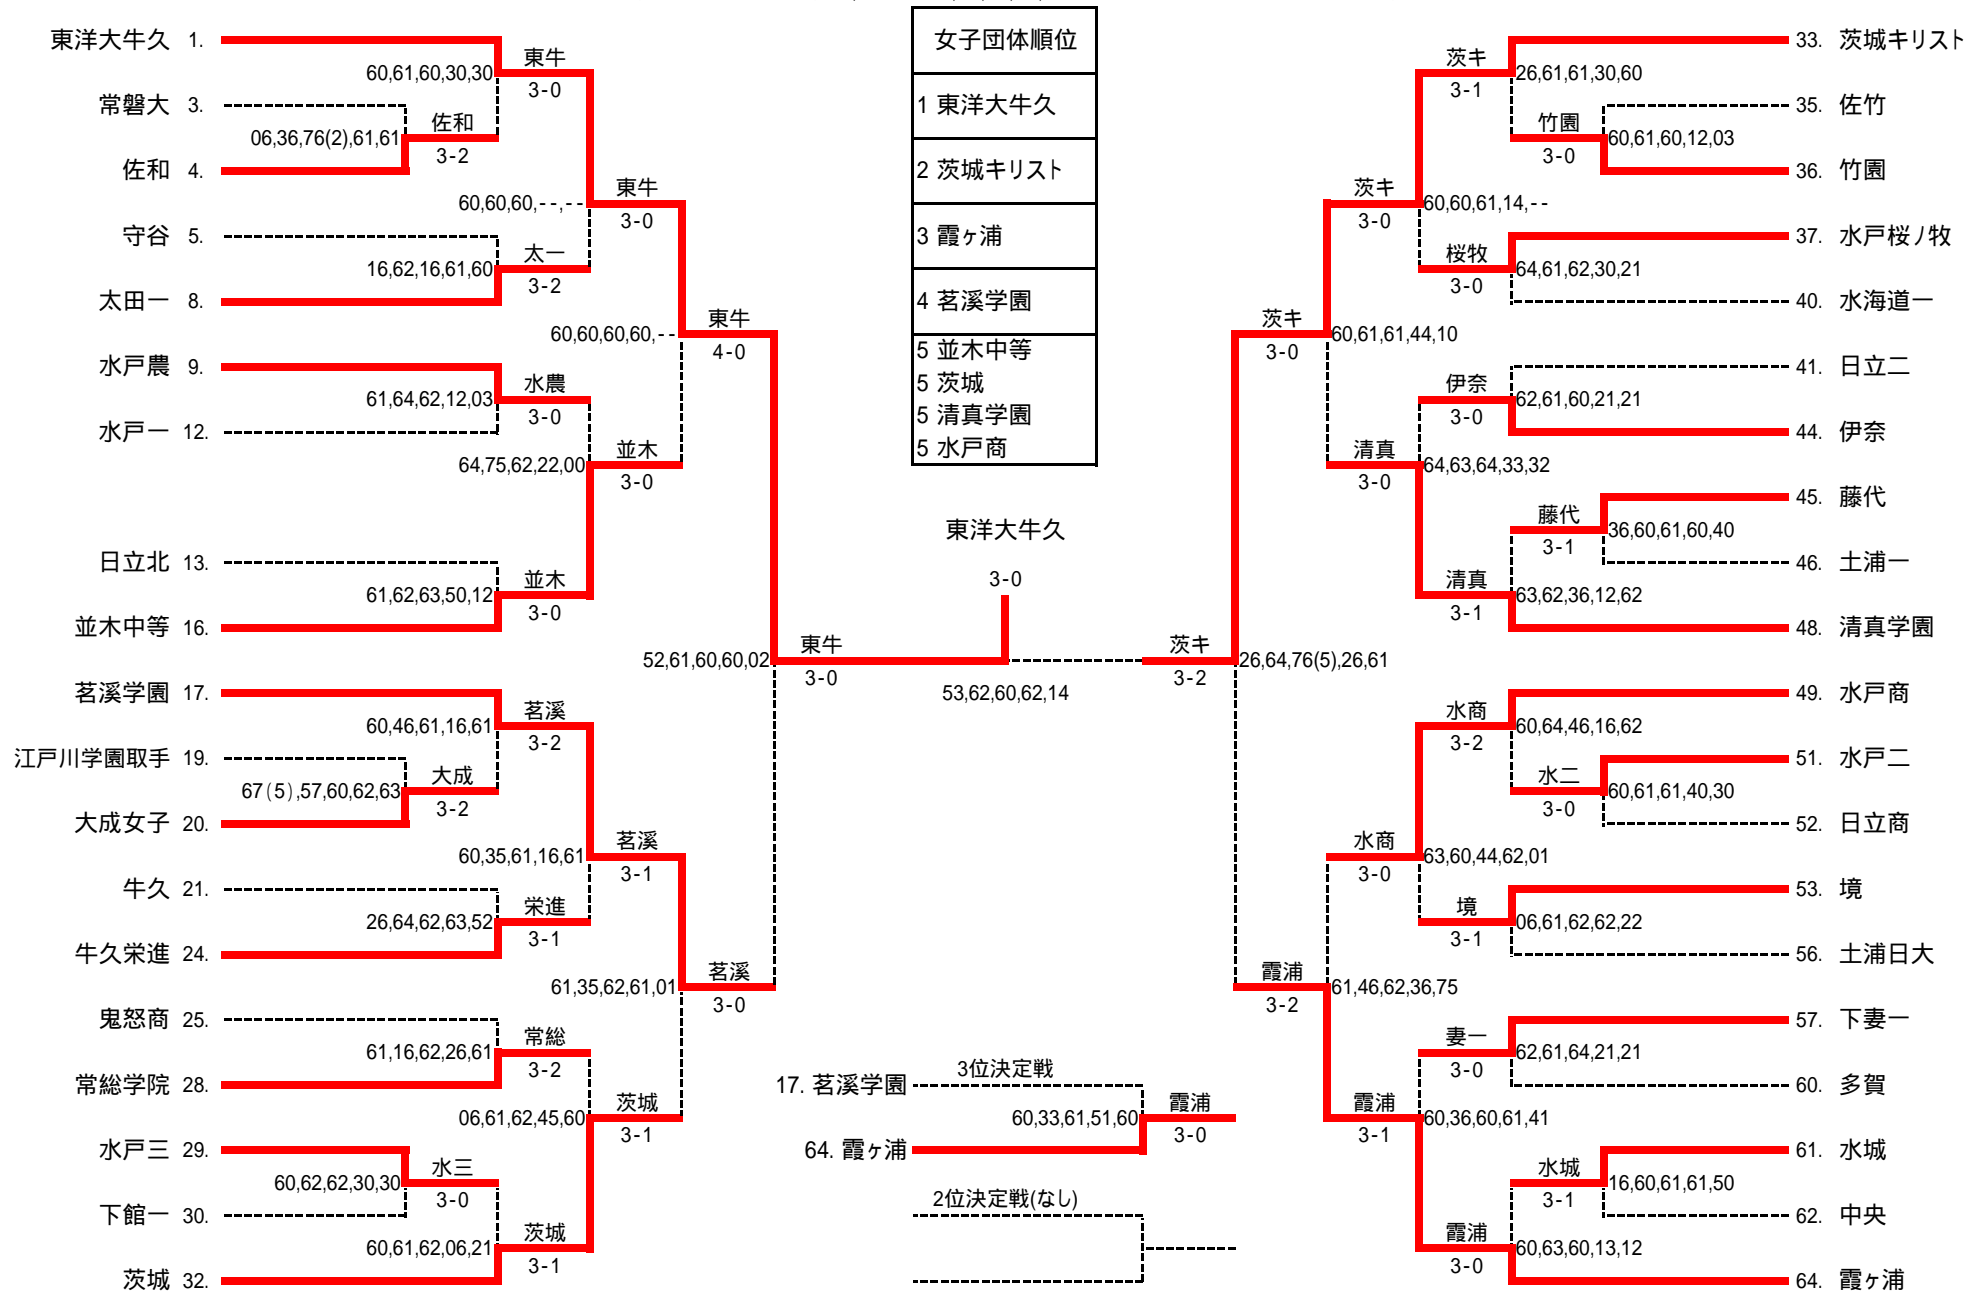 東洋大牛久 1.
60,61,60,30,30
東牛
3-0
常磐大 3.
06,36,76(2),61,61
佐和
3-2
佐和 4.
60,60,60,--,--
東牛
3-0
守谷 5.
16,62,16,61,60
太一
3-2
太田一 8.
60,60,60,60,--
東牛
4-0
水戸農 9.
61,64,62,12,03
水農
3-0
水戸一 12.
64,75,62,22,00
並木
3-0
日立北 13.
61,62,63,50,12
並木
3-0
並木中等 16.
52,61,60,60,02
東牛
3-0
茗溪学園 17.
60,46,61,16,61
茗溪
3-2
江戸川学園取手 19.
67(5),57,60,62,63
大成
3-2
大成女子 20.
60,35,61,16,61
茗溪
3-1
牛久 21.
26,64,62,63,52
栄進
3-1
牛久栄進 24.
61,35,62,61,01
茗溪
3-0
鬼怒商 25.
61,16,62,26,61
常総
3-2
常総学院 28.
06,61,62,45,60
茨城
3-1
水戸三 29.
60,62,62,30,30
水三
3-0
下館一 30.
60,61,62,06,21
茨城
3-1
茨城 32.
女子団体順位
1 東洋大牛久
2 茨城キリスト
3 霞ヶ浦
4 茗溪学園
5 並木中等
5 茨城
5 清真学園
5 水戸商
東洋大牛久
3-0
53,62,60,62,14
3位決定戦
17. 茗溪学園
60,33,61,51,60
霞浦
3-0
64. 霞ヶ浦
2位決定戦(なし)
33. 茨城キリスト
茨キ
3-1
26,61,61,30,60
35. 佐竹
竹園
3-0
60,61,60,12,03
36. 竹園
茨キ
3-0
60,60,61,14,--
37. 水戸桜ノ牧
桜牧
3-0
64,61,62,30,21
40. 水海道一
茨キ
3-0
60,61,61,44,10
41. 日立二
伊奈
3-0
62,61,60,21,21
44. 伊奈
清真
3-0
64,63,64,33,32
45. 藤代
藤代
3-1
36,60,61,60,40
46. 土浦一
清真
3-1
63,62,36,12,62
48. 清真学園
茨キ
3-2
26,64,76(5),26,61
49. 水戸商
水商
3-2
60,64,46,16,62
51. 水戸二
水二
3-0
60,61,61,40,30
52. 日立商
水商
3-0
63,60,44,62,01
53. 境
境
3-1
06,61,62,62,22
56. 土浦日大
霞浦
3-2
61,46,62,36,75
57. 下妻一
妻一
3-0
62,61,64,21,21
60. 多賀
霞浦
3-1
60,36,60,61,41
61. 水城
水城
3-1
16,60,61,61,50
62. 中央
霞浦
3-0
60,63,60,13,12
64. 霞ヶ浦